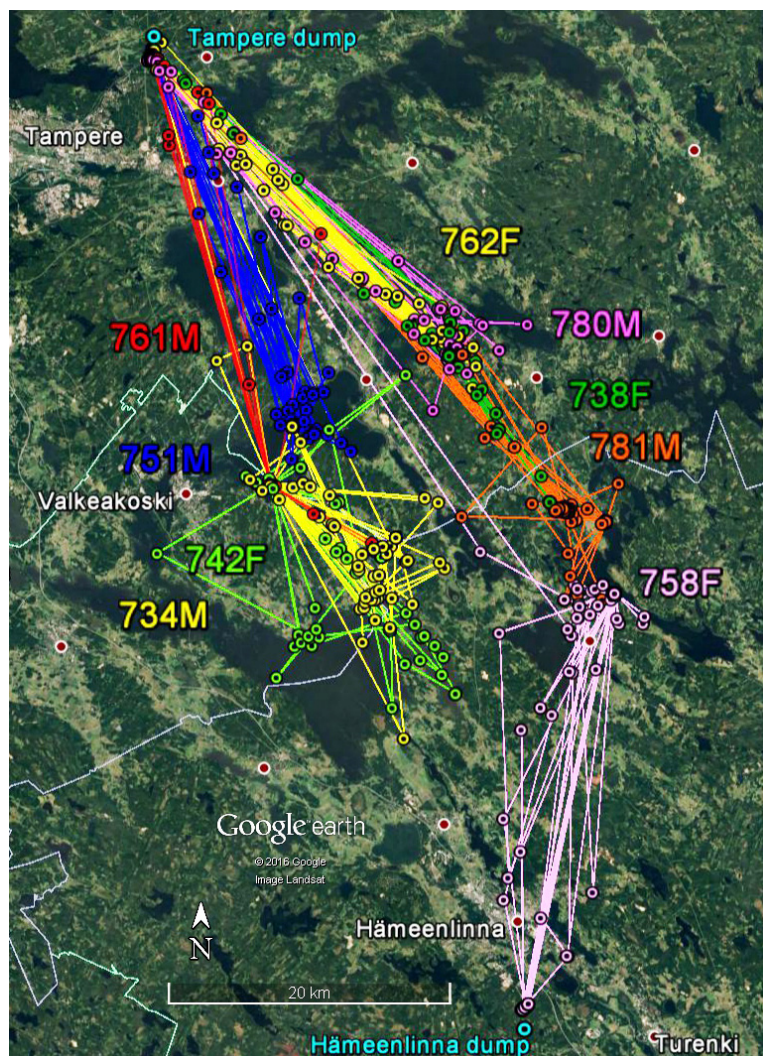 Tampere dump
Tampere
762F
780M
761M
738F
781M
751M
Valkeakoski
742F
758F
734M
Google earth
© 2016 Google
Image Landsat
N
Hämeenlinna
20 km
Hämeenlinna dump
Turenki